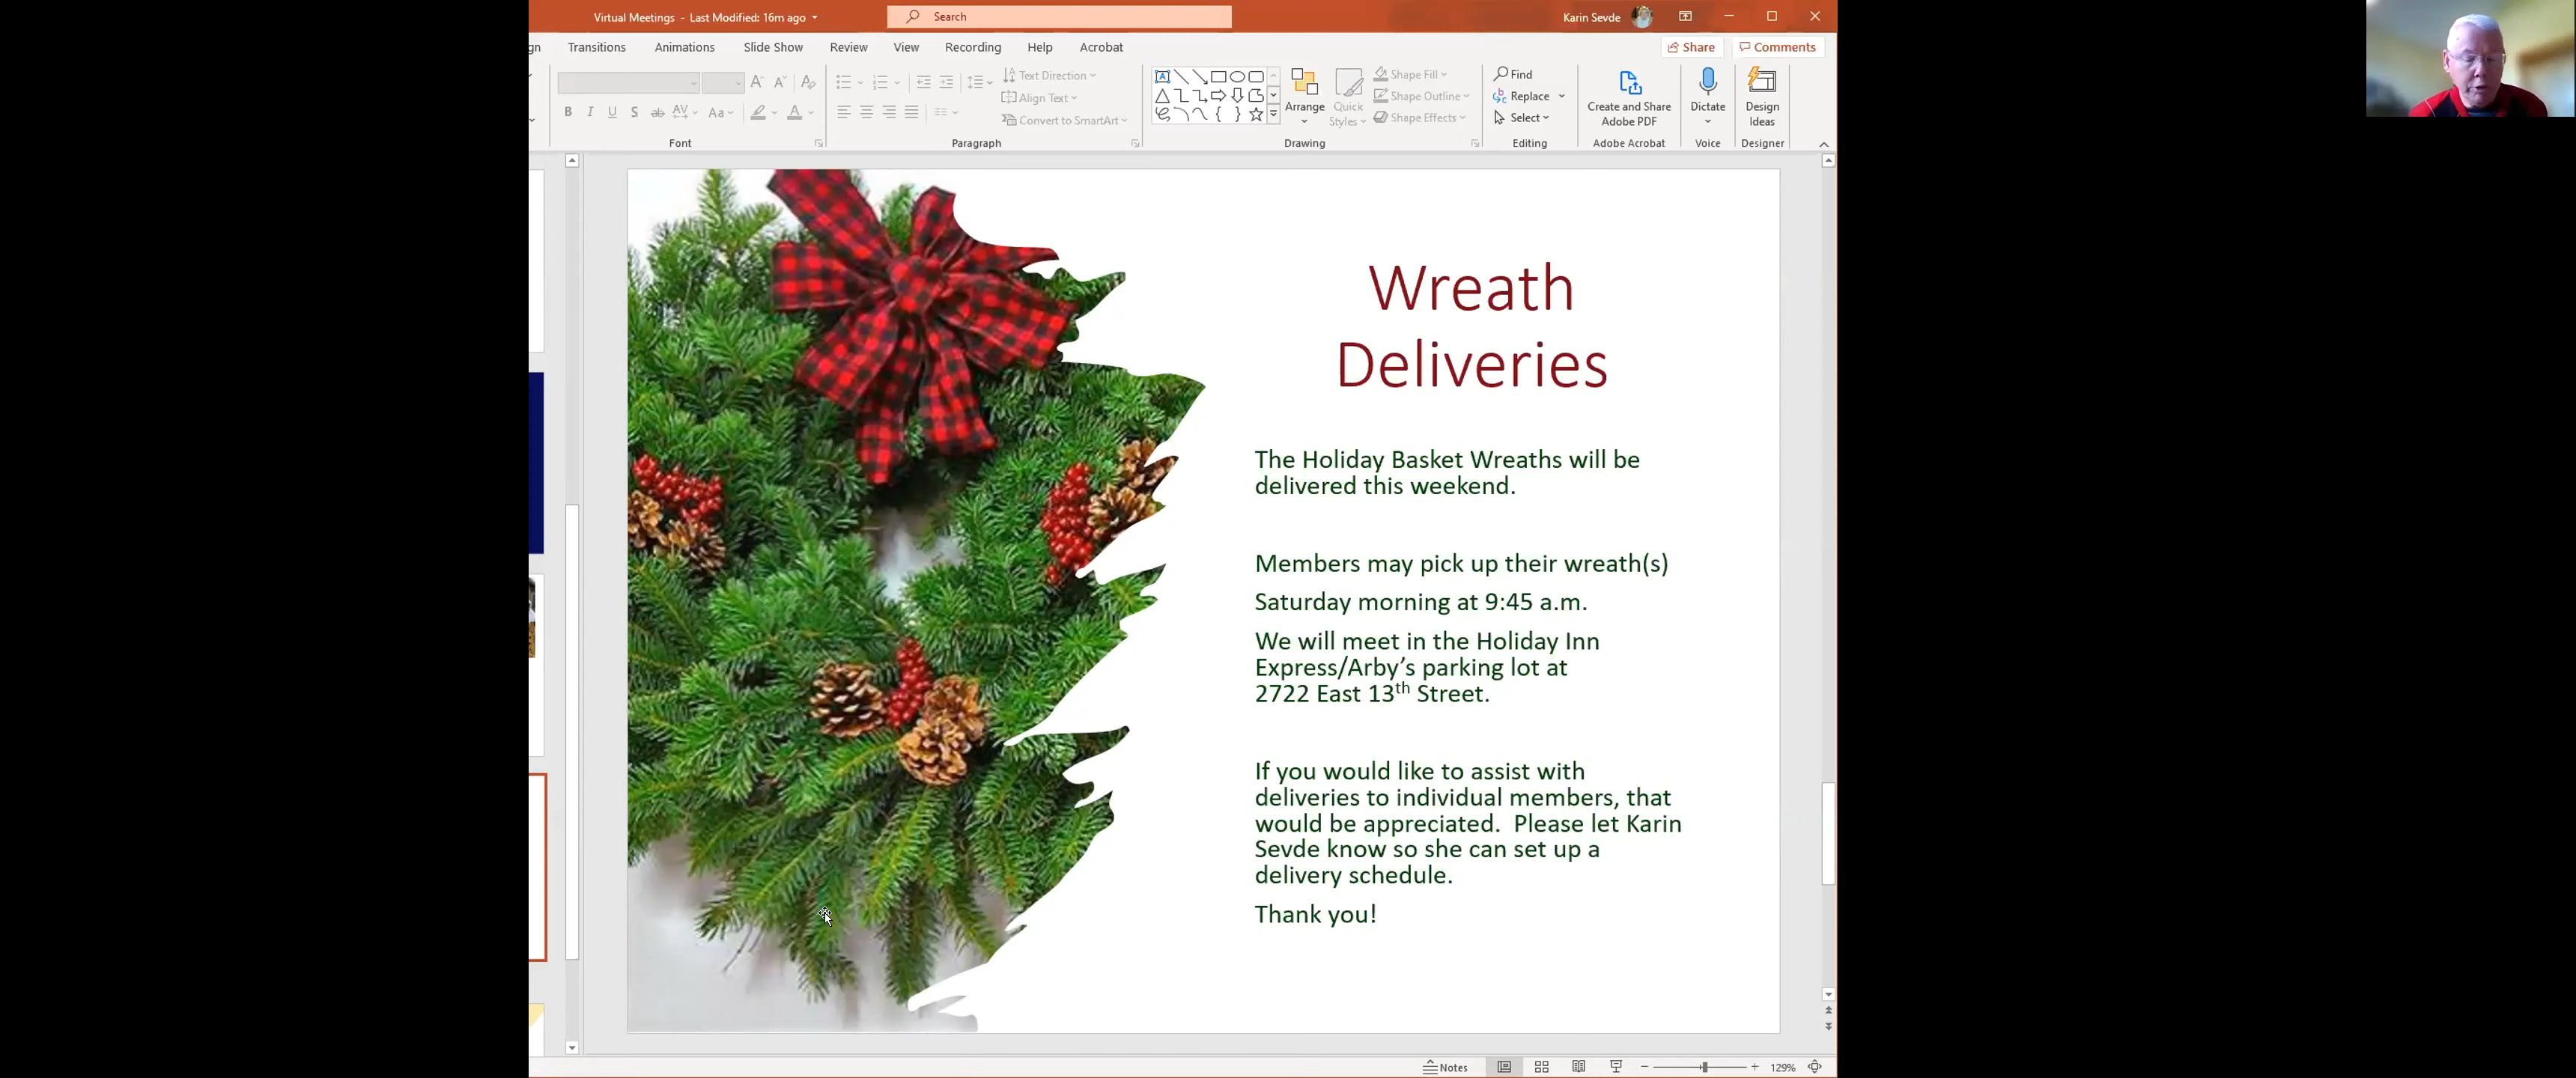 Virtual Meetings - Last Modified: 16m ago
Search
Karin Sevde
gn Transitions Animations Slide Show Review View Recording Help Acrobat
Share Comments
Text Direction
Align Text
Convert to SmartArt
B I U S ab AV Aa A
Arrange
Quick Styles
Shape Fill
Shape Outline
Shape Effects
Find
Replace
Select
Create and Share
Adobe PDF
Dictate
Design
Ideas
Font Paragraph Drawing Editing Adobe Acrobat Voice Designer
Wreath
Deliveries
The Holiday Basket Wreaths will be
delivered this weekend.
Members may pick up their wreath(s)
Saturday morning at 9:45 a.m.
We will meet in the Holiday Inn
Express/Arby's parking lot at
2722 East 13th Street.
If you would like to assist with
deliveries to individual members, that
would be appreciated. Please let Karin
Sevde know so she can set up a
delivery schedule.
Thank you!
Notes
129%